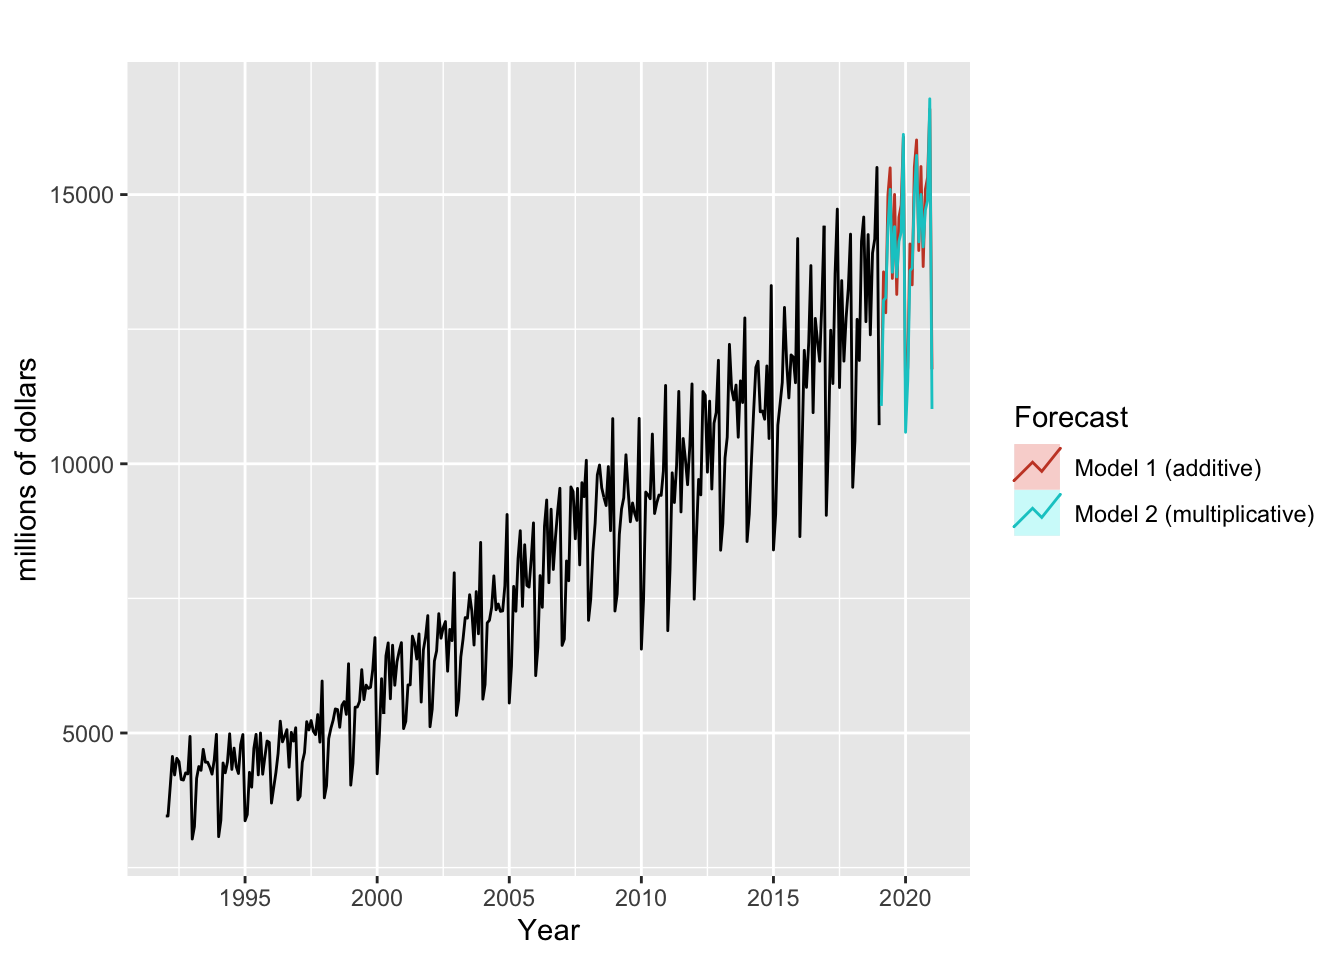 15000
10000
5000
millions of dollars
1995
2000
2005
2010
2015
2020
Year
Forecast
Model 1 (additive)
Model 2 (multiplicative)